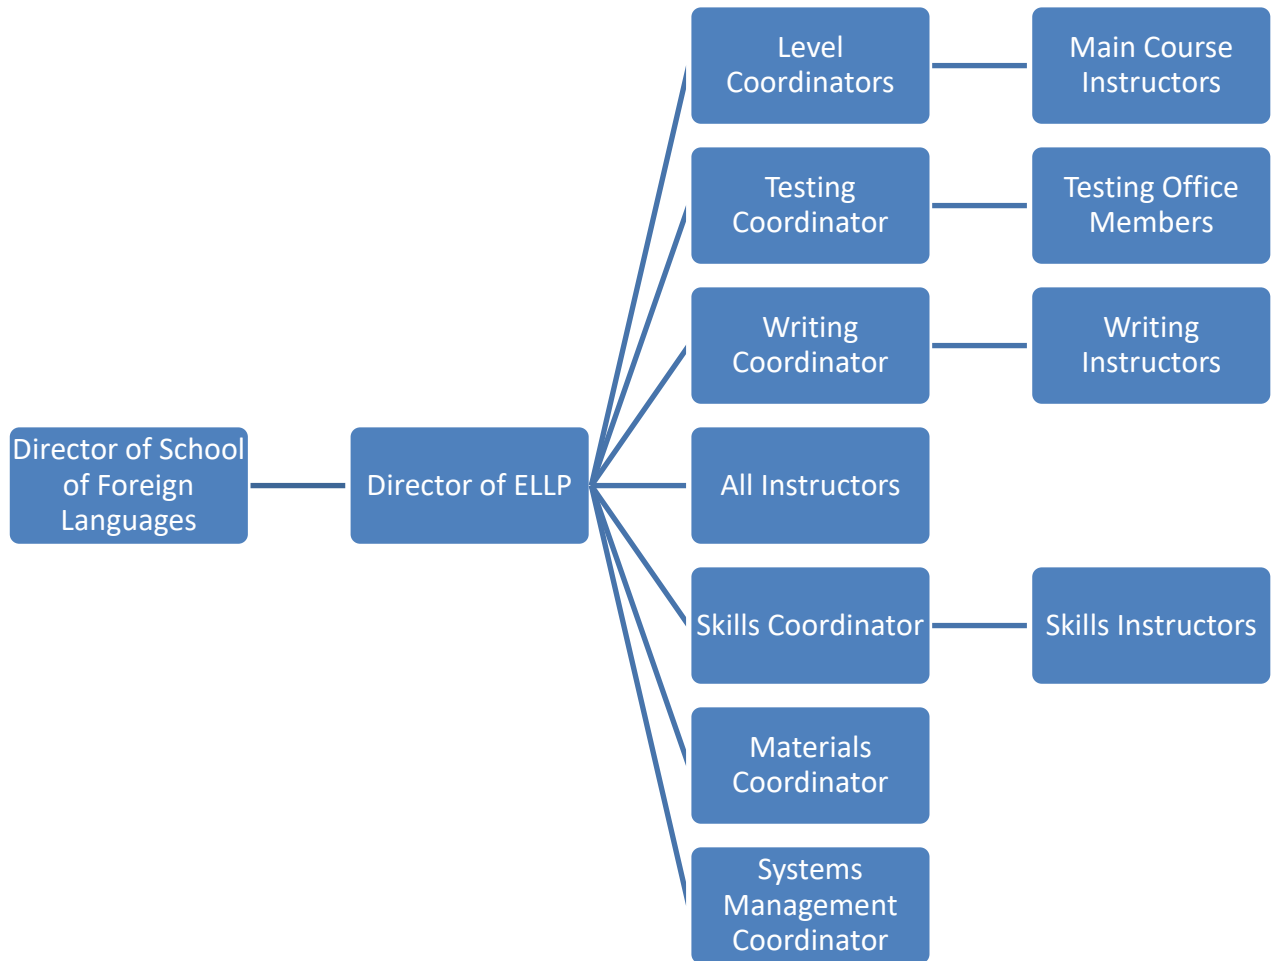 Level
Coordinators
Main Course
Instructors
Testing
Coordinator
Testing Office
Members
Writing
Coordinator
Writing
Instructors
Director of School
of Foreign
Languages
Director of ELLP
All Instructors
Skills Coordinator
Skills Instructors
Materials
Coordinator
Systems
Management
Coordinator